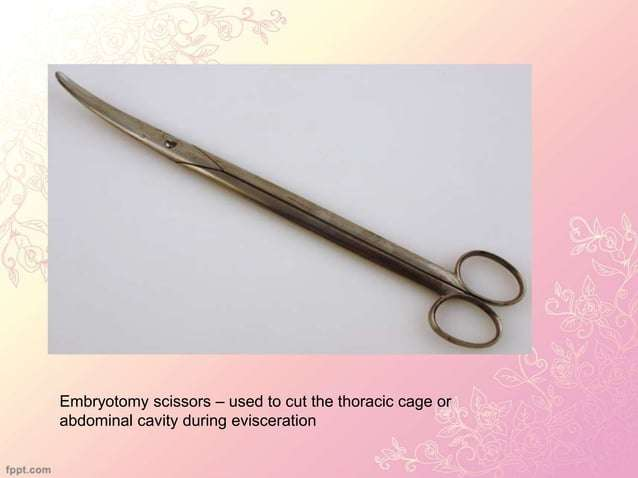 Embryotomy scissors – used to cut the thoracic cage or
abdominal cavity during evisceration
fppt.com